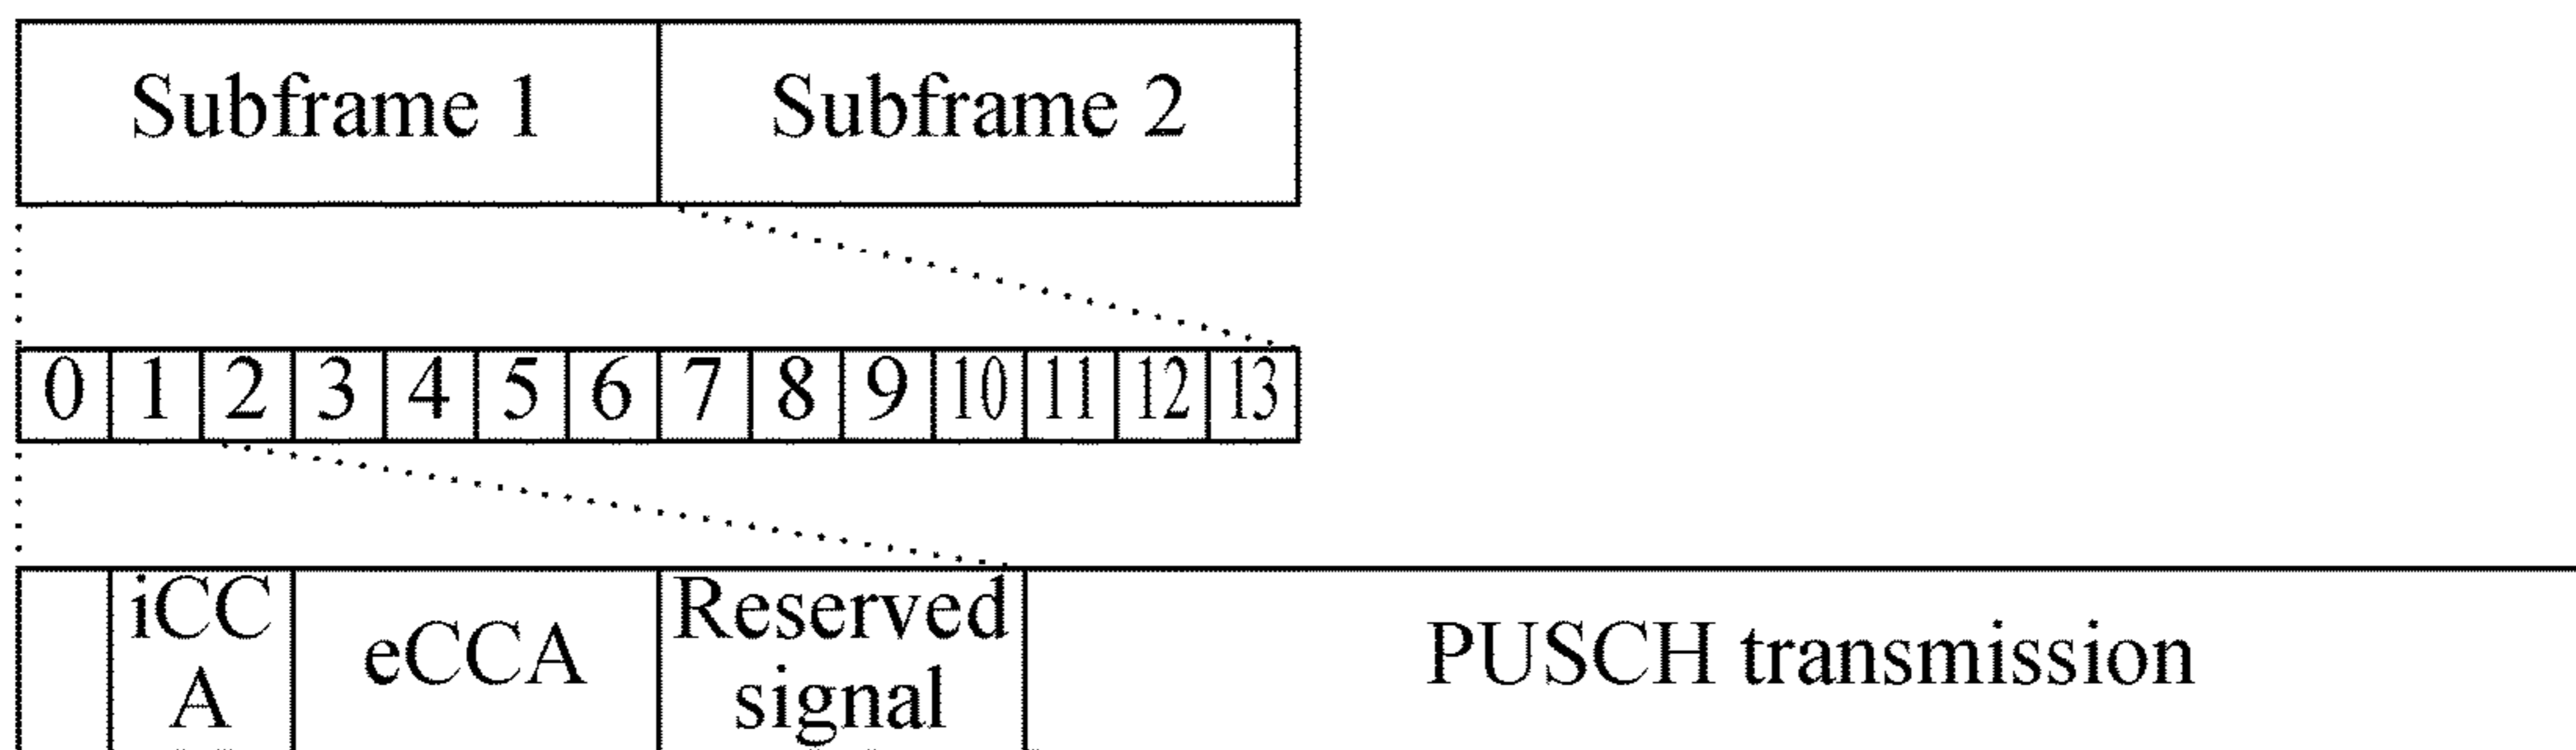 Subframe 1 Subframe 2
0 1 2 3 4 5 6 7 8 9 10 11 12 13
iCC
A
eCCA
Reserved
signal
PUSCH transmission